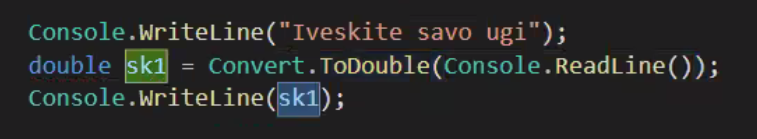 Console.WriteLine("Iveskite savo ugi");
double sk1 = Convert.ToDouble(Console.ReadLine());
Console.WriteLine(sk1);